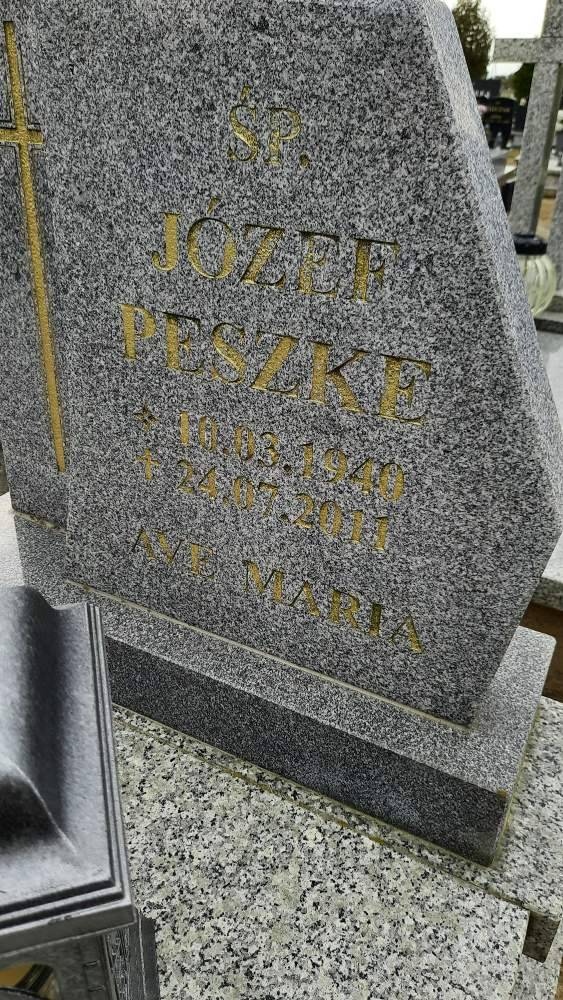 ŚP.
JÓZEF
PESZKE
10.03.1940
24.07.2011
AVE MARIA